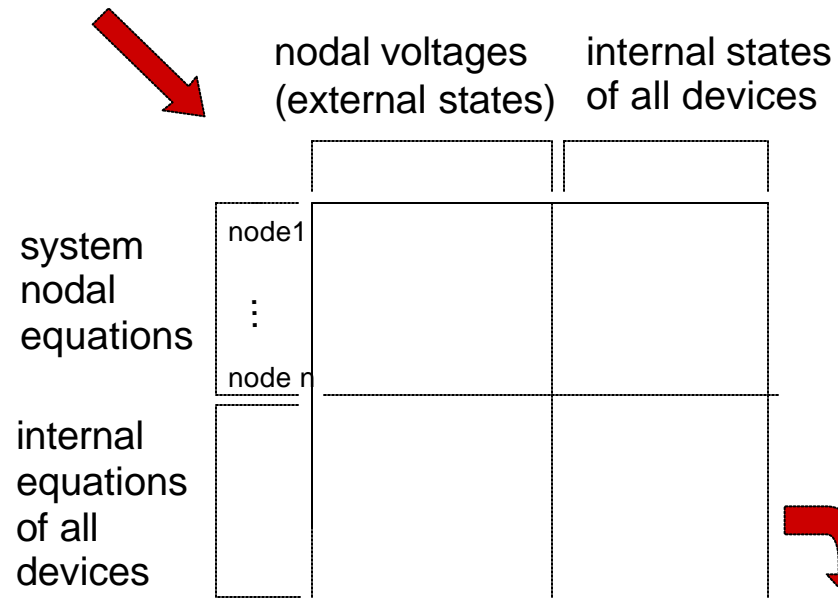 nodal voltages
(external states)
internal states
of all devices
system
nodal
equations
node1
⋮
node n
internal
equations
of all
devices